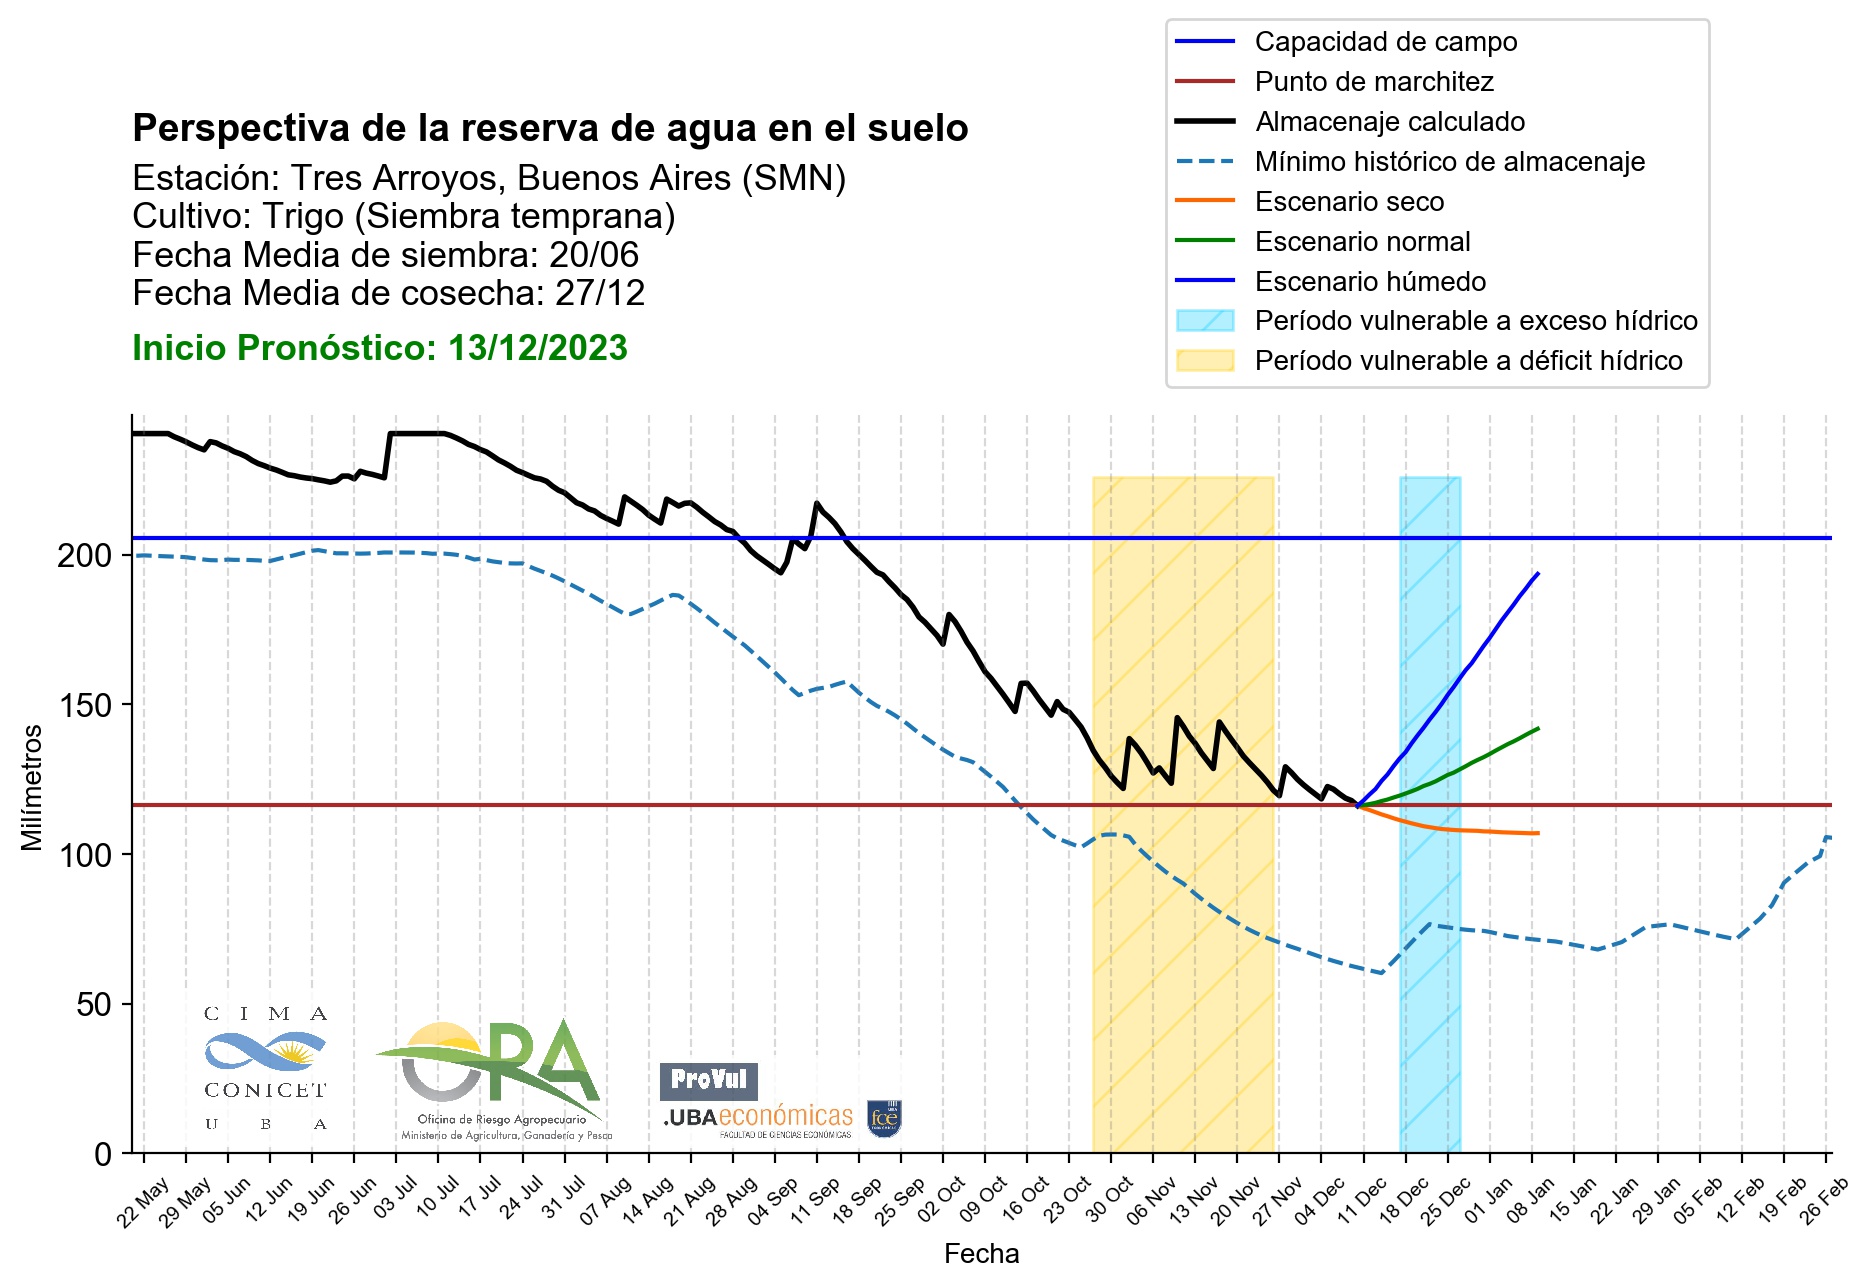 Capacidad de campo
Punto de marchitez
Almacenaje calculado
Mínimo histórico de almacenaje
Escenario seco
Escenario normal
Escenario húmedo
Período vulnerable a exceso hídrico
Período vulnerable a déficit hídrico
Perspectiva de la reserva de agua en el suelo
Estación: Tres Arroyos, Buenos Aires (SMN)
Cultivo: Trigo (Siembra temprana)
Fecha Media de siembra: 20/06
Fecha Media de cosecha: 27/12
Inicio Pronóstico: 13/12/2023
Milímetros
200
150
100
50
0
C I M A
CONICET
U B A
ORA
Oficina de Riesgo Agropecuario
Ministerio de Agricultura, Ganadería y Pesca
ProVul
.UBAeconómicas
FACULTAD DE CIENCIAS ECONÓMICAS
fce
22 May
29 May
05 Jun
12 Jun
19 Jun
26 Jun
03 Jul
10 Jul
17 Jul
24 Jul
31 Jul
07 Aug
14 Aug
21 Aug
28 Aug
04 Sep
11 Sep
18 Sep
25 Sep
02 Oct
09 Oct
16 Oct
23 Oct
30 Oct
06 Nov
13 Nov
20 Nov
27 Nov
04 Dec
11 Dec
18 Dec
25 Dec
01 Jan
08 Jan
15 Jan
22 Jan
29 Jan
05 Feb
12 Feb
19 Feb
26 Feb
Fecha